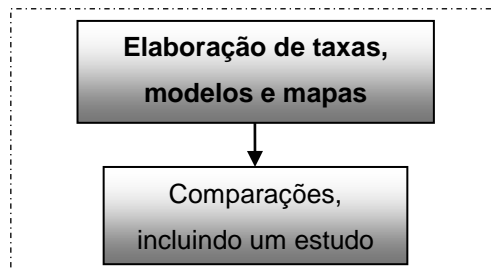 Elaboração de taxas,
modelos e mapas
Comparações,
incluindo um estudo